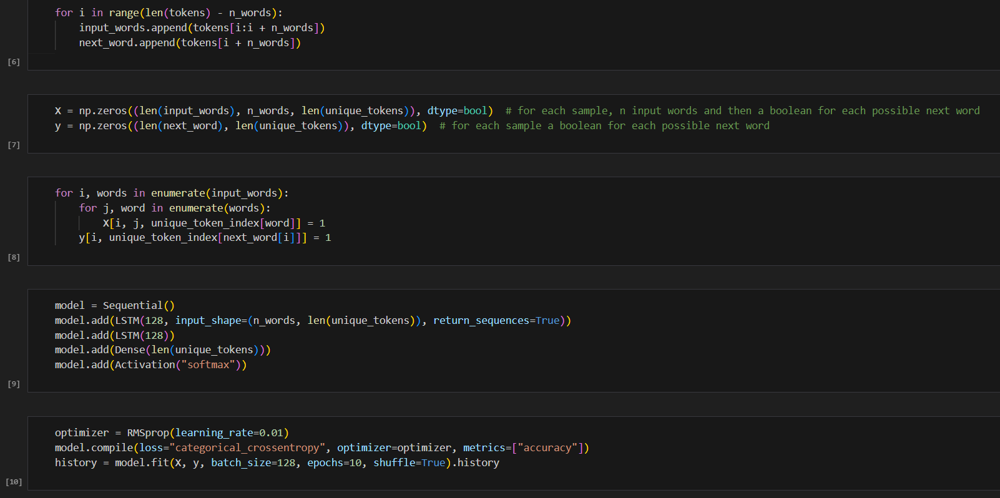 for i in range(len(tokens) - n_words):
    input_words.append(tokens[i:i + n_words])
    next_word.append(tokens[i + n_words])
[6]
X = np.zeros((len(input_words), n_words, len(unique_tokens)), dtype=bool)  # for each sample, n input words and then a boolean for each possible next word
y = np.zeros((len(next_word), len(unique_tokens)), dtype=bool)  # for each sample a boolean for each possible next word
[7]
for i, words in enumerate(input_words):
    for j, word in enumerate(words):
        X[i, j, unique_token_index[word]] = 1
    y[i, unique_token_index[next_word[i]]] = 1
[8]
model = Sequential()
model.add(LSTM(128, input_shape=(n_words, len(unique_tokens)), return_sequences=True))
model.add(LSTM(128))
model.add(Dense(len(unique_tokens)))
model.add(Activation("softmax"))
[9]
optimizer = RMSprop(learning_rate=0.01)
model.compile(loss="categorical_crossentropy", optimizer=optimizer, metrics=["accuracy"])
history = model.fit(X, y, batch_size=128, epochs=10, shuffle=True).history
[10]